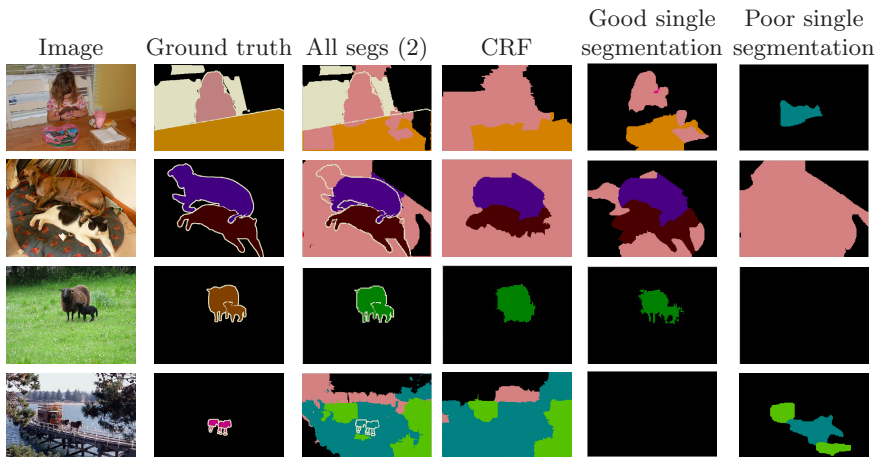 Image
Ground truth
All segs (2)
CRF
Good single
segmentation
Poor single
segmentation